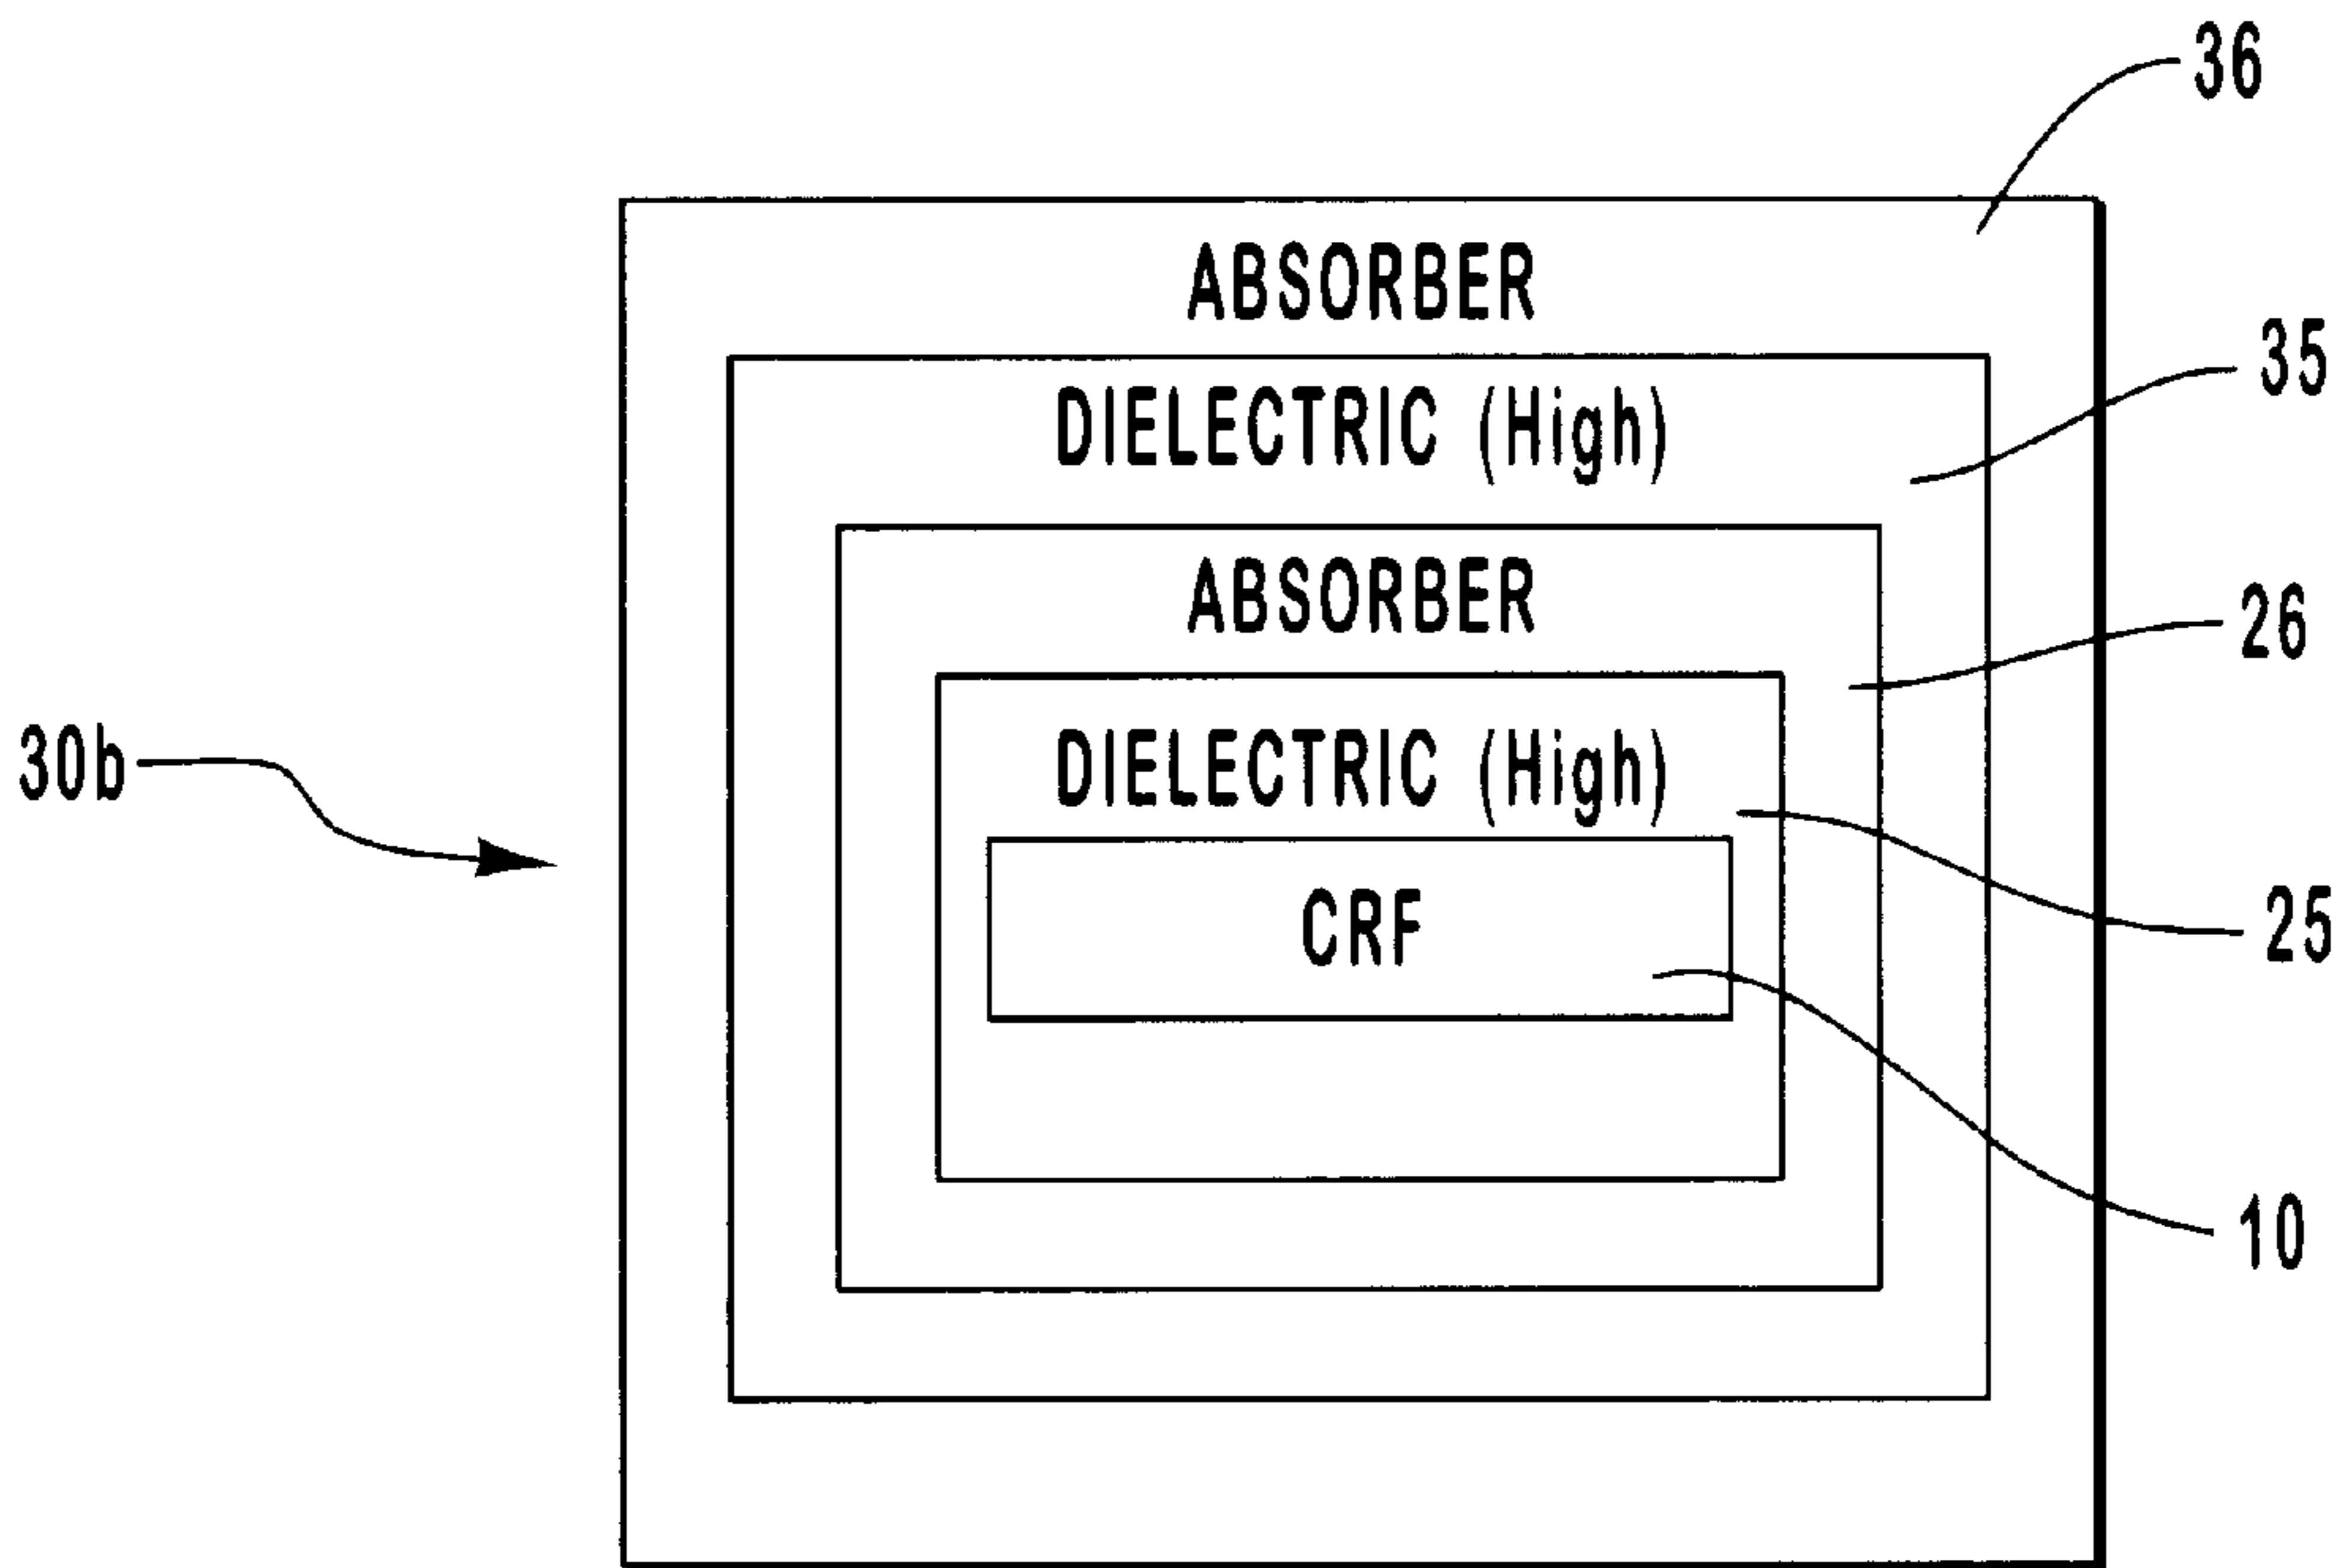 36
ABSORBER
35
DIELECTRIC (High)
ABSORBER
26
30b
DIELECTRIC (High)
CRF
25
10